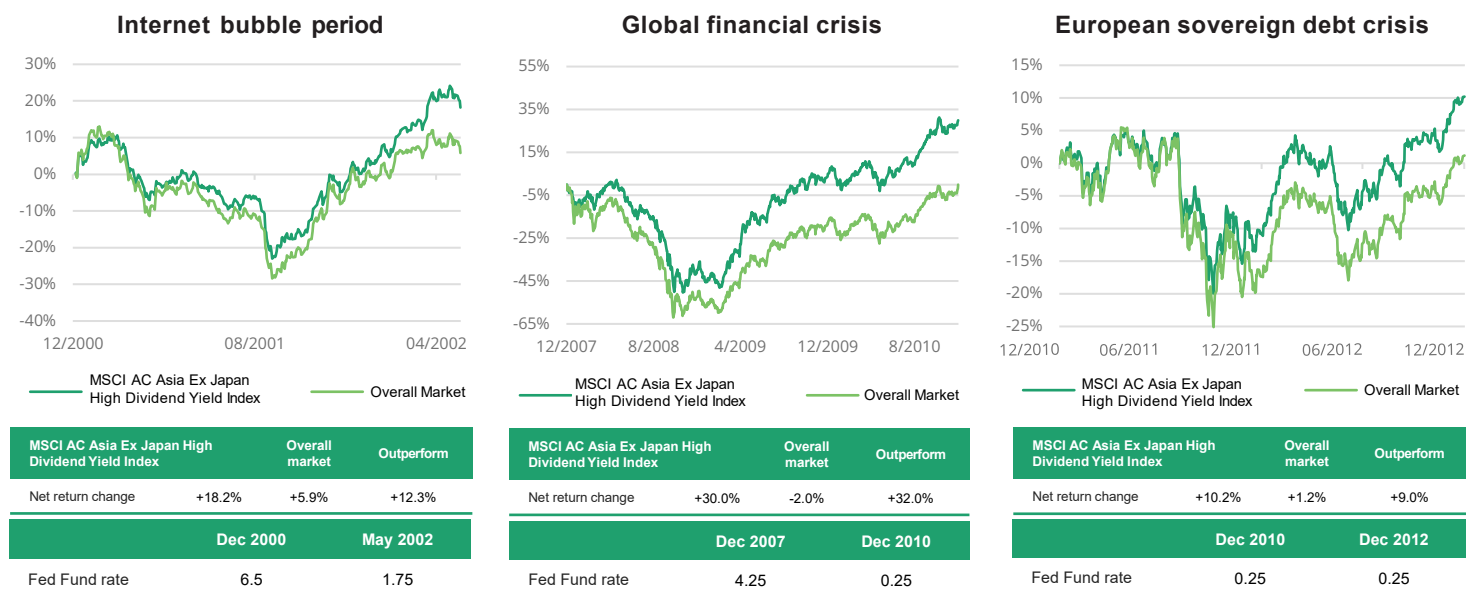 Internet bubble period
30%
20%
10%
0%
-10%
-20%
-30%
-40%
12/2000 08/2001 04/2002
MSCI AC Asia Ex Japan
High Dividend Yield Index
Overall Market
MSCI AC Asia Ex Japan High
Dividend Yield Index
Overall
market
Outperform
Net return change +18.2% +5.9% +12.3%
Dec 2000 May 2002
Fed Fund rate 6.5 1.75
Global financial crisis
55%
35%
15%
-5%
-25%
-45%
-65%
12/2007 8/2008 4/2009 12/2009 8/2010
MSCI AC Asia Ex Japan
High Dividend Yield Index
Overall Market
MSCI AC Asia Ex Japan High
Dividend Yield Index
Overall
market
Outperform
Net return change +30.0% -2.0% +32.0%
Dec 2007 Dec 2010
Fed Fund rate 4.25 0.25
European sovereign debt crisis
15%
10%
5%
0%
-5%
-10%
-15%
-20%
-25%
12/2010 06/2011 12/2011 06/2012 12/2012
MSCI AC Asia Ex Japan
High Dividend Yield Index
Overall Market
MSCI AC Asia Ex Japan High
Dividend Yield Index
Overall
market
Outperform
Net return change +10.2% +1.2% +9.0%
Dec 2010 Dec 2012
Fed Fund rate 0.25 0.25